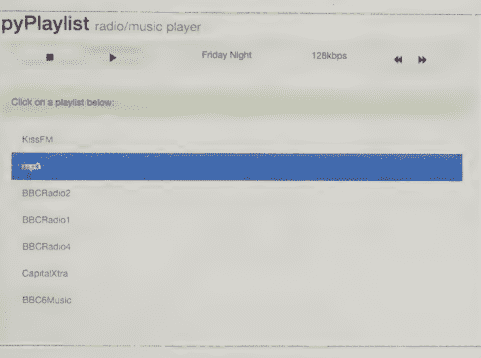 pyPlaylist radio/music player
Friday Night 128kbps
Click on a playlist below:
KissFM
mp3
BBCRadio2
BBCRadio1
BBCRadio4
CapitalXtra
BBC6Music